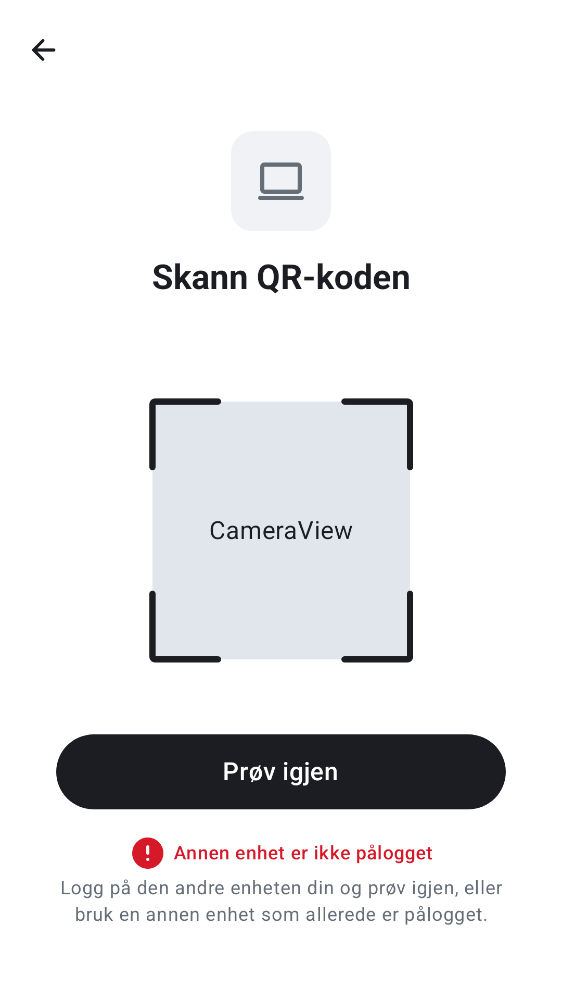 Skann QR-koden
CameraView
Prøv igjen
Annen enhet er ikke pålogget
Logg på den andre enheten din og prøv igjen, eller
bruk en annen enhet som allerede er pålogget.